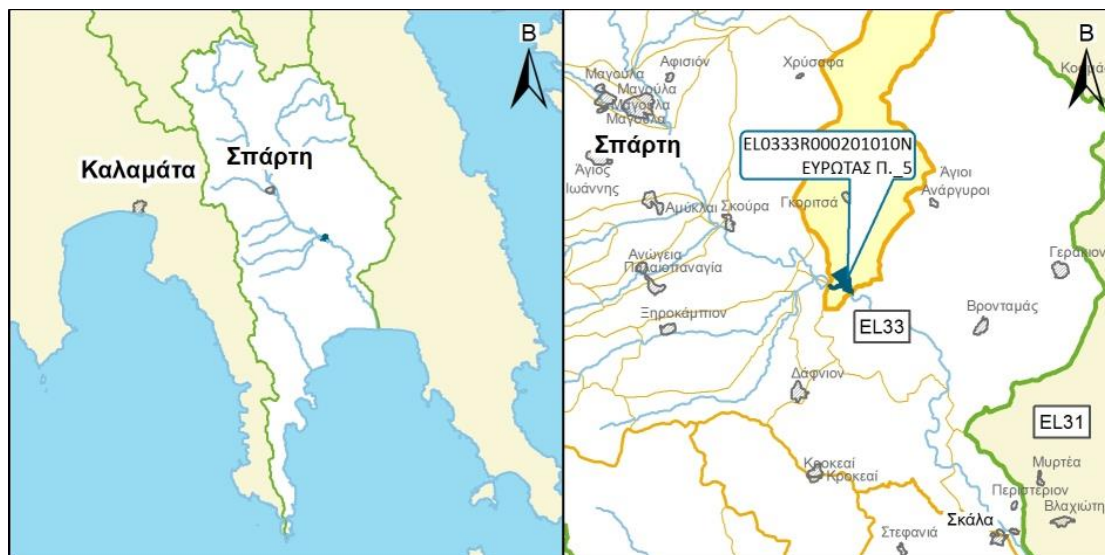 Β
Καλαμάτα
Σπάρτη
Β
Αφισιόν
Χρύσαφα
Μαγούλα
Μαγούλα
Μαγούλα
Μαγούλα
Σπάρτη
EL0333R000201010N
ΕΥΡΩΤΑΣ Π._5
Άγιος
Ιωάννης
Αμύκλαι
Σκούρα
Γκοριτσά
Άγιοι
Ανάργυροι
Ανώγεια
Παλαιοπαναγία
Γεράκιον
Ξηροκάμπιον
EL33
Βρονταμάς
Δάφνιον
EL31
Κροκεαί
Κροκεαί
Μυρτέα
Περιστέριον
Βλαχιώτη
Σκάλα
Στεφανιά